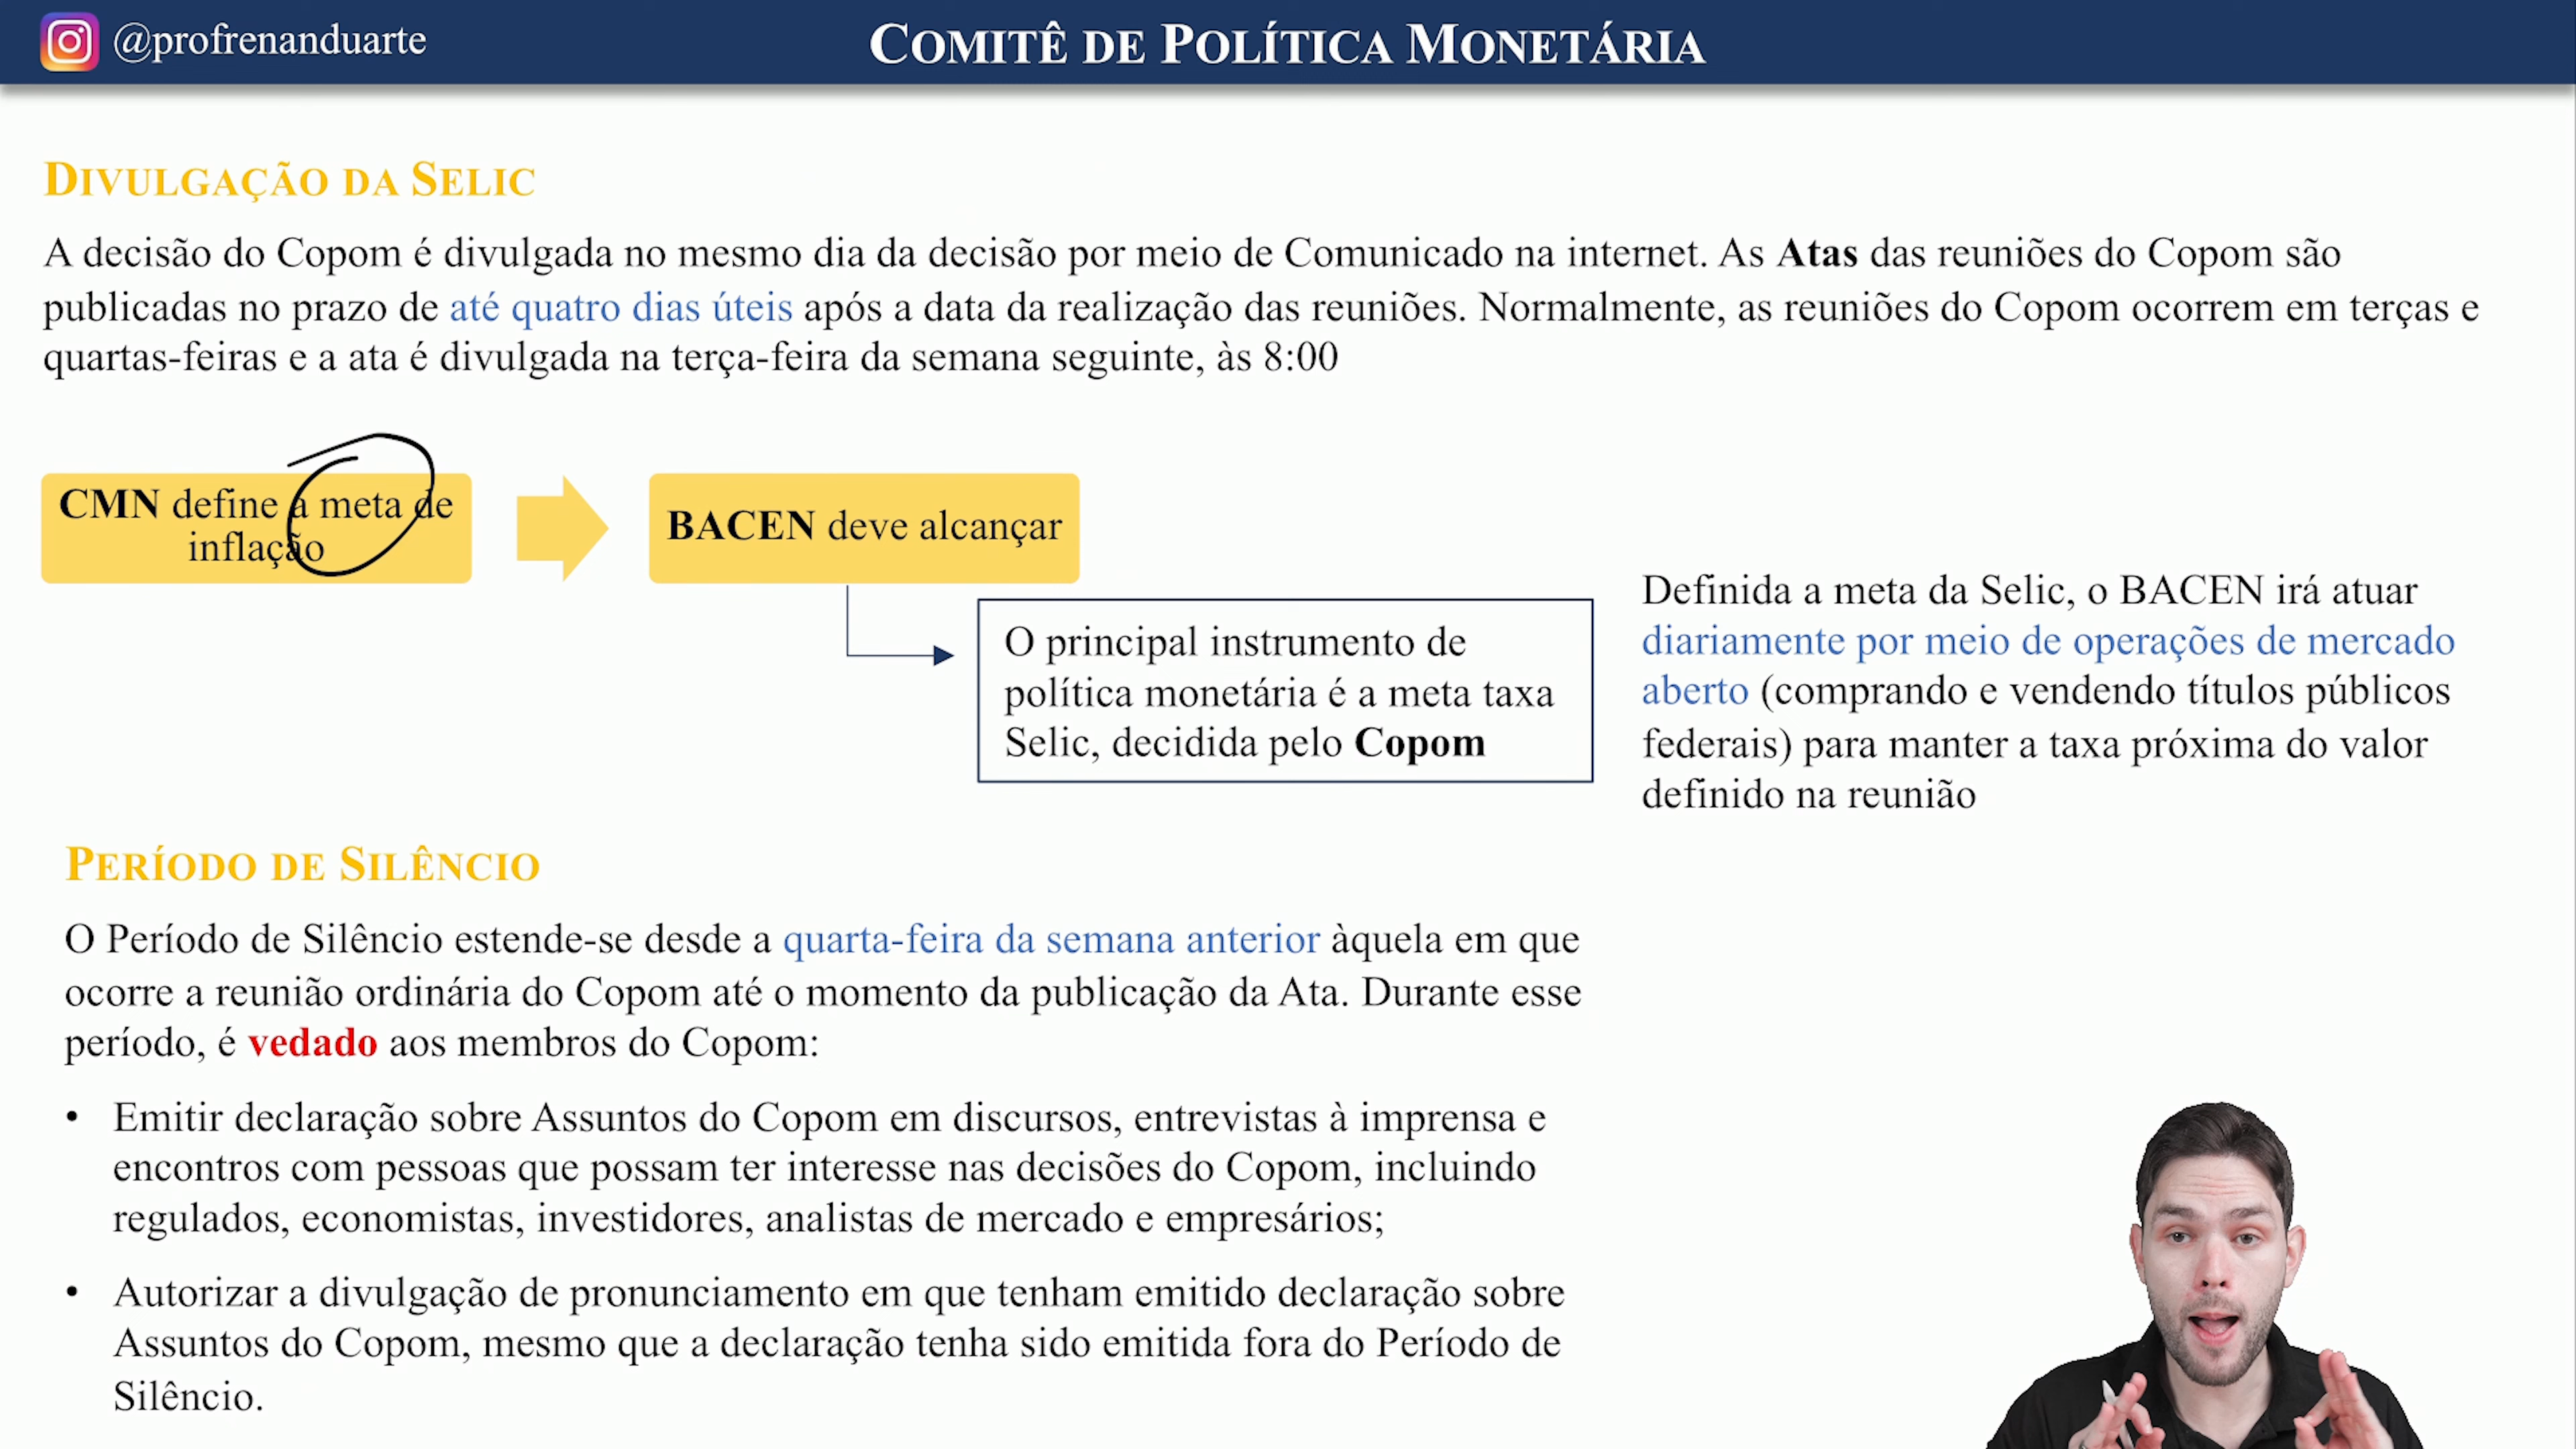 @profrenanduarte
COMITÊ DE POLÍTICA MONETÁRIA
DIVULGAÇÃO DA SELIC
A decisão do Copom é divulgada no mesmo dia da decisão por meio de Comunicado na internet. As Atas das reuniões do Copom são
publicadas no prazo de até quatro dias úteis após a data da realização das reuniões. Normalmente, as reuniões do Copom ocorrem em terças e
quartas-feiras e a ata é divulgada na terça-feira da semana seguinte, às 8:00
CMN define a meta de
inflação
BACEN deve alcançar
O principal instrumento de
política monetária é a meta taxa
Selic, decidida pelo Copom
Definida a meta da Selic, o BACEN irá atuar
diariamente por meio de operações de mercado
aberto (comprando e vendendo títulos públicos
federais) para manter a taxa próxima do valor
definido na reunião
PERÍODO DE SILÊNCIO
O Período de Silêncio estende-se desde a quarta-feira da semana anterior àquela em que
ocorre a reunião ordinária do Copom até o momento da publicação da Ata. Durante esse
período, é vedado aos membros do Copom:
• Emitir declaração sobre Assuntos do Copom em discursos, entrevistas à imprensa e
encontros com pessoas que possam ter interesse nas decisões do Copom, incluindo
regulados, economistas, investidores, analistas de mercado e empresários;
• Autorizar a divulgação de pronunciamento em que tenham emitido declaração sobre
Assuntos do Copom, mesmo que a declaração tenha sido emitida fora do Período de
Silêncio.